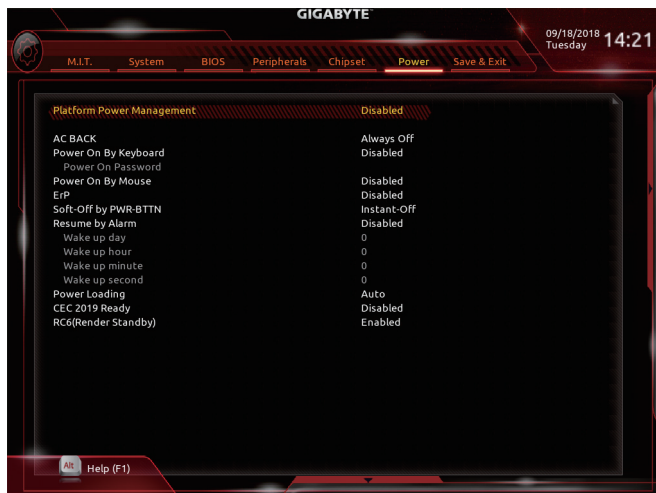 GIGABYTE™
09/18/2018 14:21
Tuesday
M.I.T. System BIOS Peripherals Chipset Power Save & Exit
Platform Power Management Disabled
AC BACK Always Off
Power On By Keyboard Disabled
Power On Password
Power On By Mouse Disabled
ErP Disabled
Soft-Off by PWR-BTTN Instant-Off
Resume by Alarm Disabled
Wake up day 0
Wake up hour 0
Wake up minute 0
Wake up second 0
Power Loading Auto
CEC 2019 Ready Disabled
RC6(Render Standby) Enabled
Alt Help (F1)